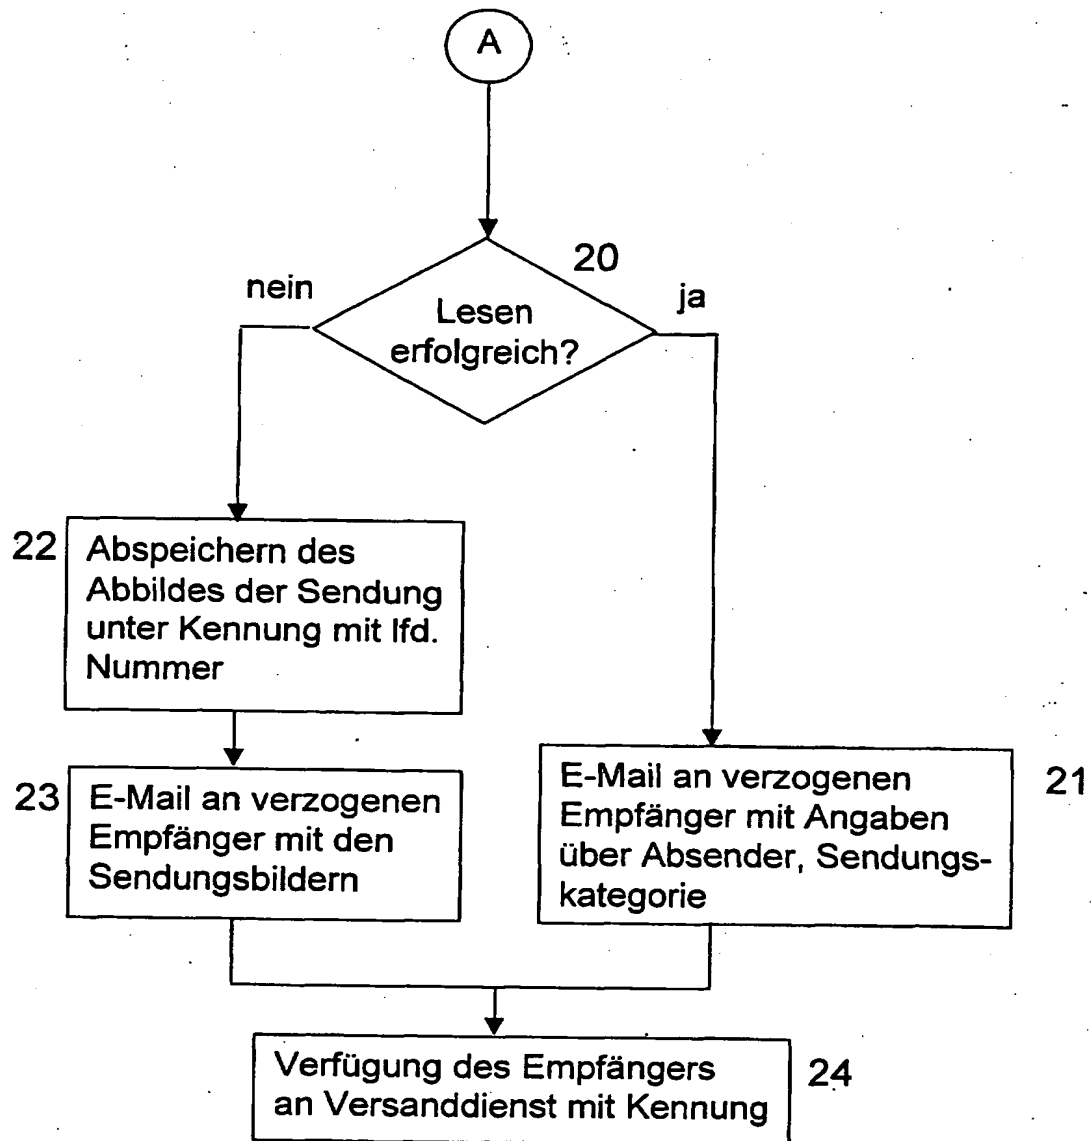 A
20
nein
ja
Lesen
erfolgreich?
22
Abspeichern des
Abbildes der Sendung
unter Kennung mit lfd.
Nummer
23
E-Mail an verzogenen
Empfänger mit den
Sendungsbildern
E-Mail an verzogenen
Empfänger mit Angaben
über Absender, Sendungs-
kategorie
21
Verfügung des Empfängers
an Versanddienst mit Kennung
24